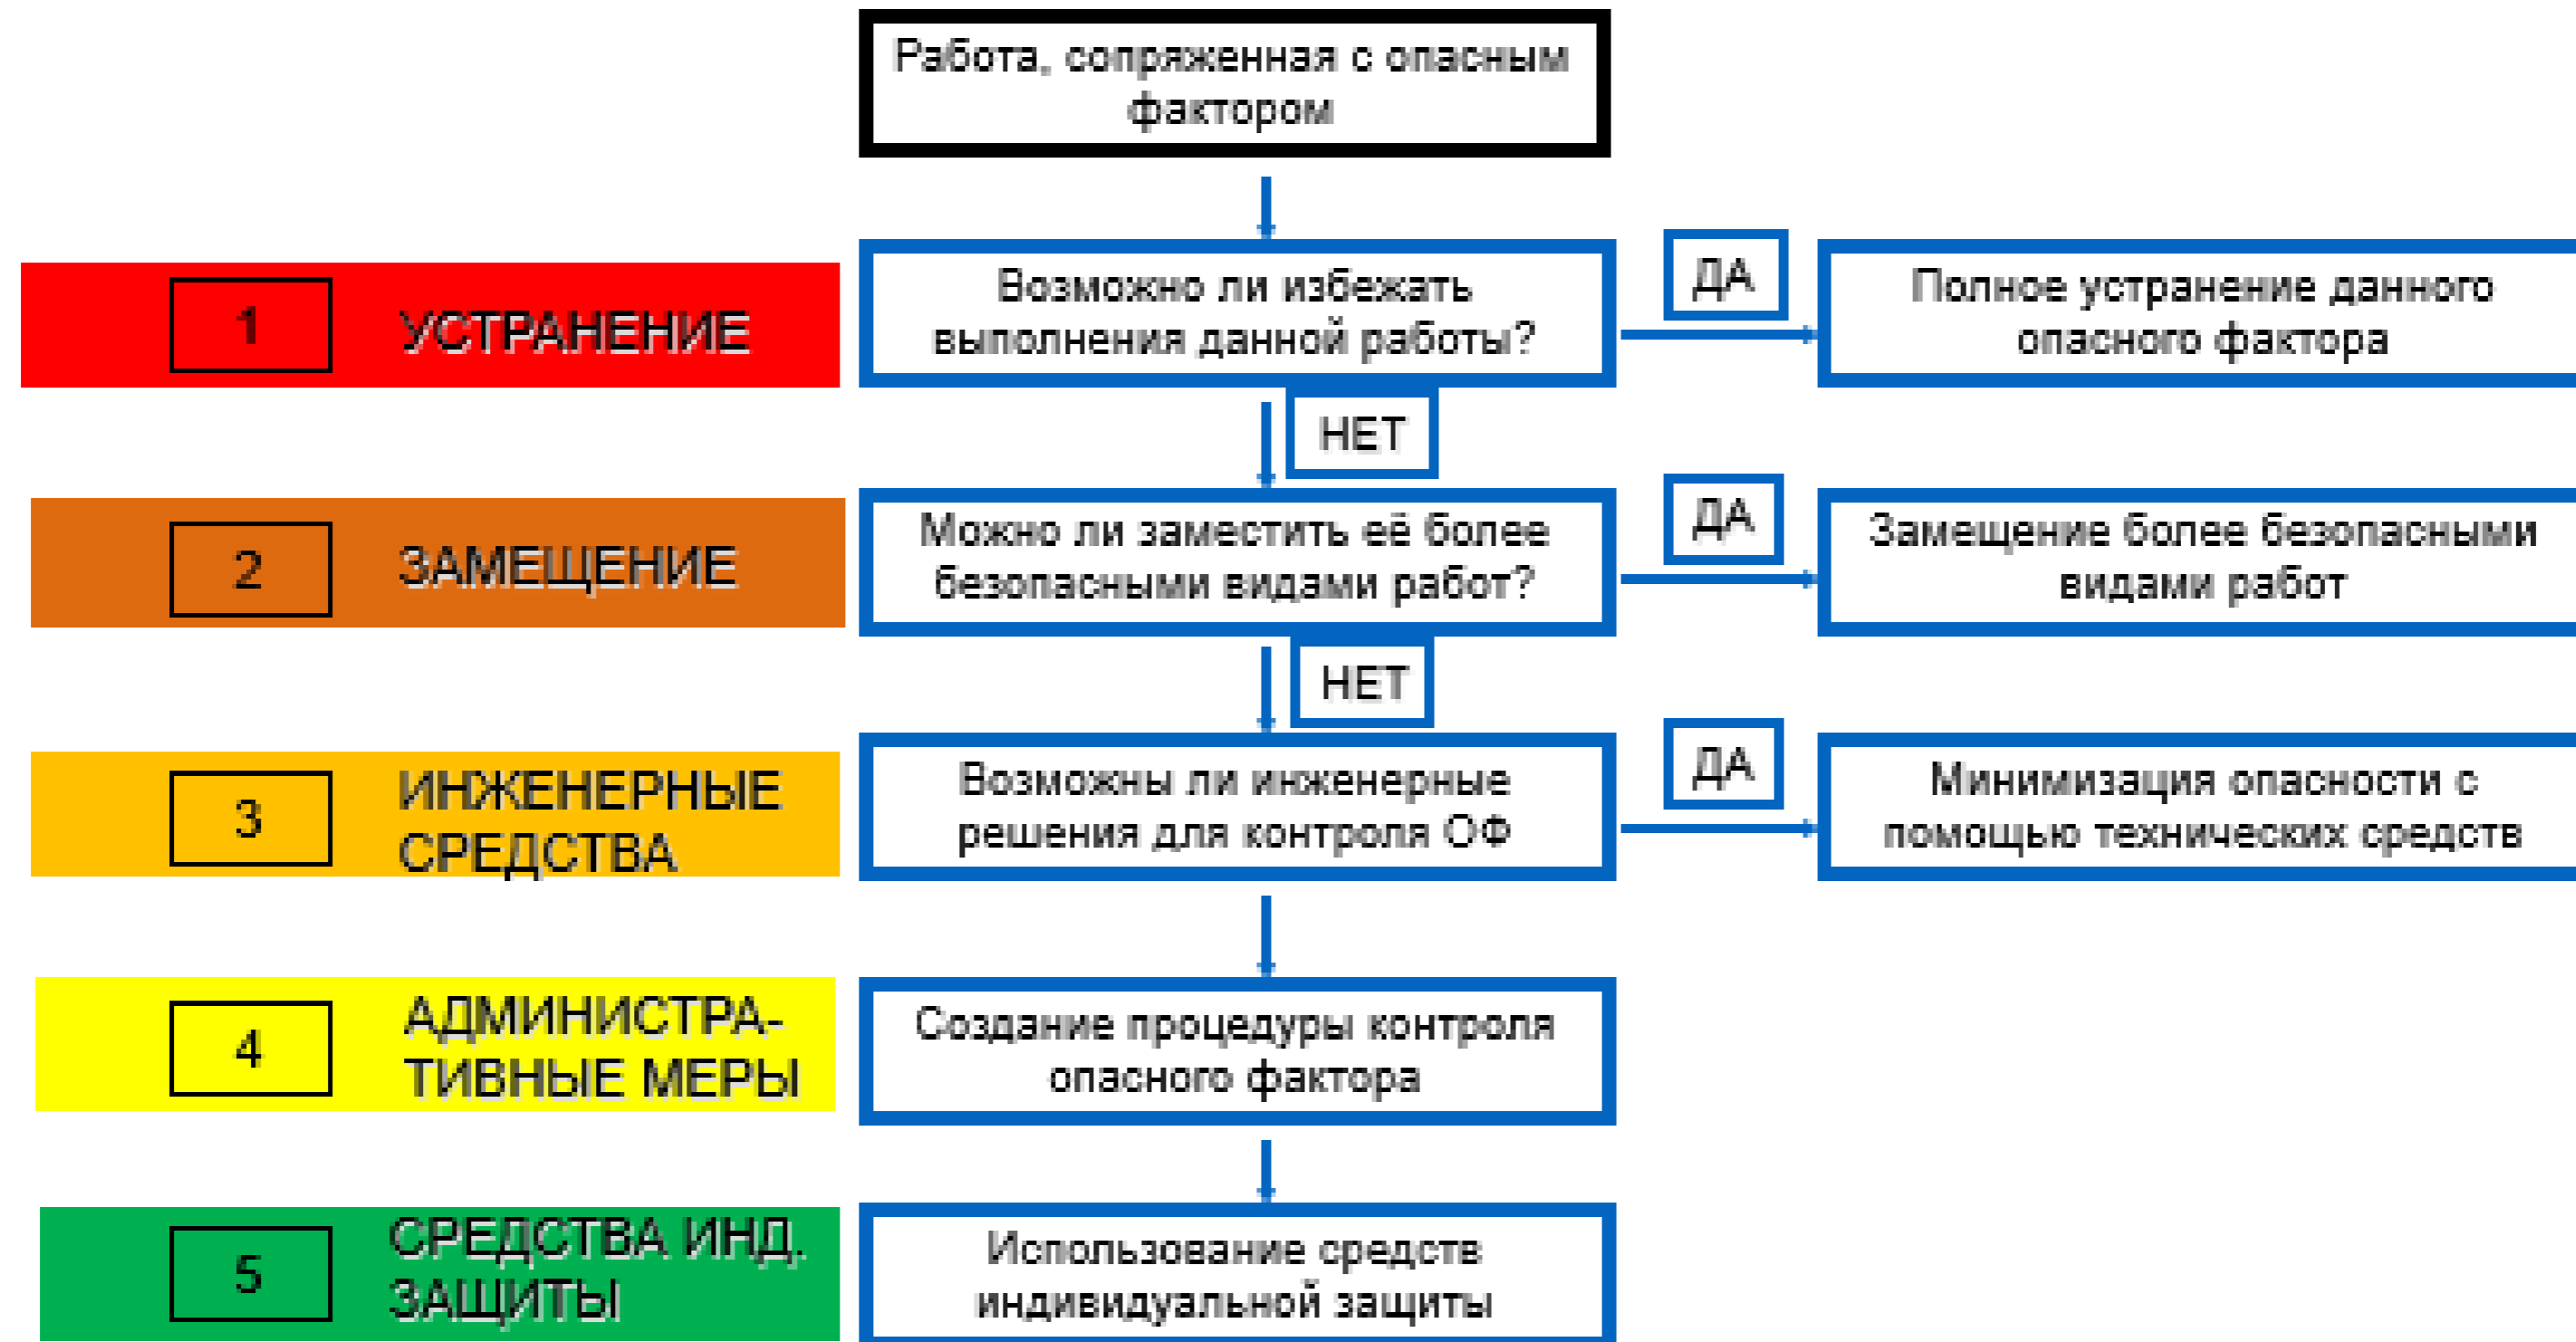 Работа, сопряженная с опасным
фактором
1
УСТРАНЕНИЕ
Возможно ли избежать
выполнения данной работы?
ДА
Полное устранение данного
опасного фактора
НЕТ
2
ЗАМЕЩЕНИЕ
Можно ли заместить её более
безопасными видами работ?
ДА
Замещение более безопасными
видами работ
НЕТ
3
ИНЖЕНЕРНЫЕ
СРЕДСТВА
Возможны ли инженерные
решения для контроля ОФ
ДА
Минимизация опасности с
помощью технических средств
4
АДМИНИСТРА-
ТИВНЫЕ МЕРЫ
Создание процедуры контроля
опасного фактора
5
СРЕДСТВА ИНД.
ЗАЩИТЫ
Использование средств
индивидуальной защиты